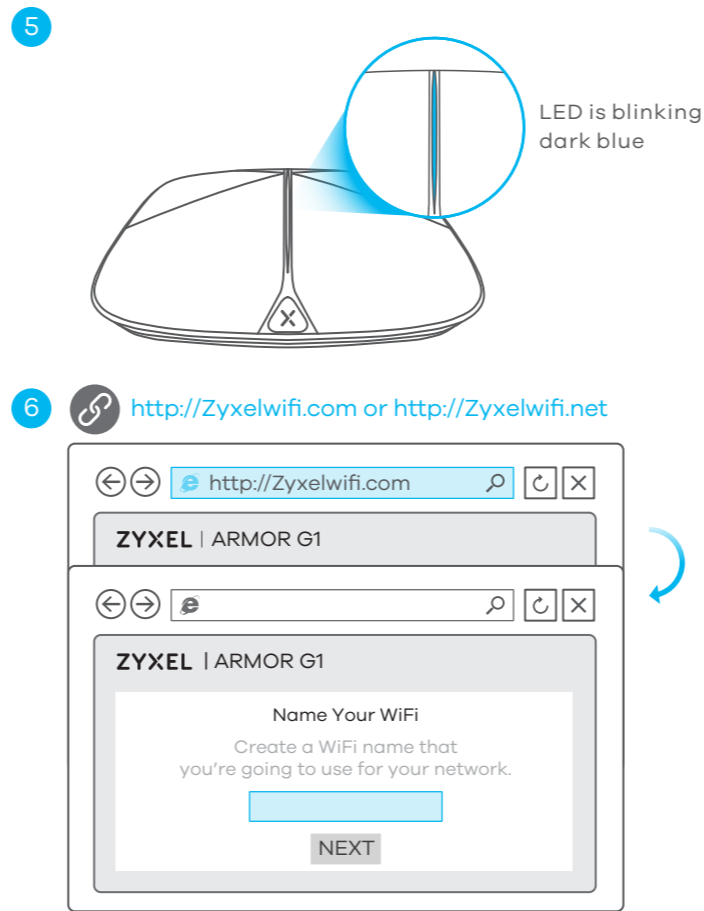 5
LED is blinking
dark blue
X
6
http://Zyxelwifi.com or http://Zyxelwifi.net
http://Zyxelwifi.com
ZYXEL | ARMOR G1
ZYXEL | ARMOR G1
Name Your WiFi
Create a WiFi name that
you're going to use for your network.
NEXT